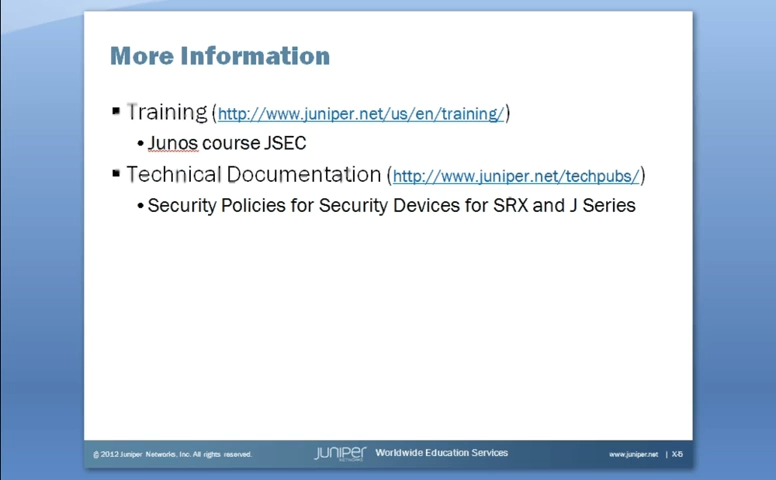 More Information
▪ Training (http://www.juniper.net/us/en/training/)
• Junos course JSEC
▪ Technical Documentation (http://www.juniper.net/techpubs/)
• Security Policies for Security Devices for SRX and J Series
© 2012 Juniper Networks, Inc. All rights reserved. JUNIPER NETWORKS Worldwide Education Services www.juniper.net | X-5